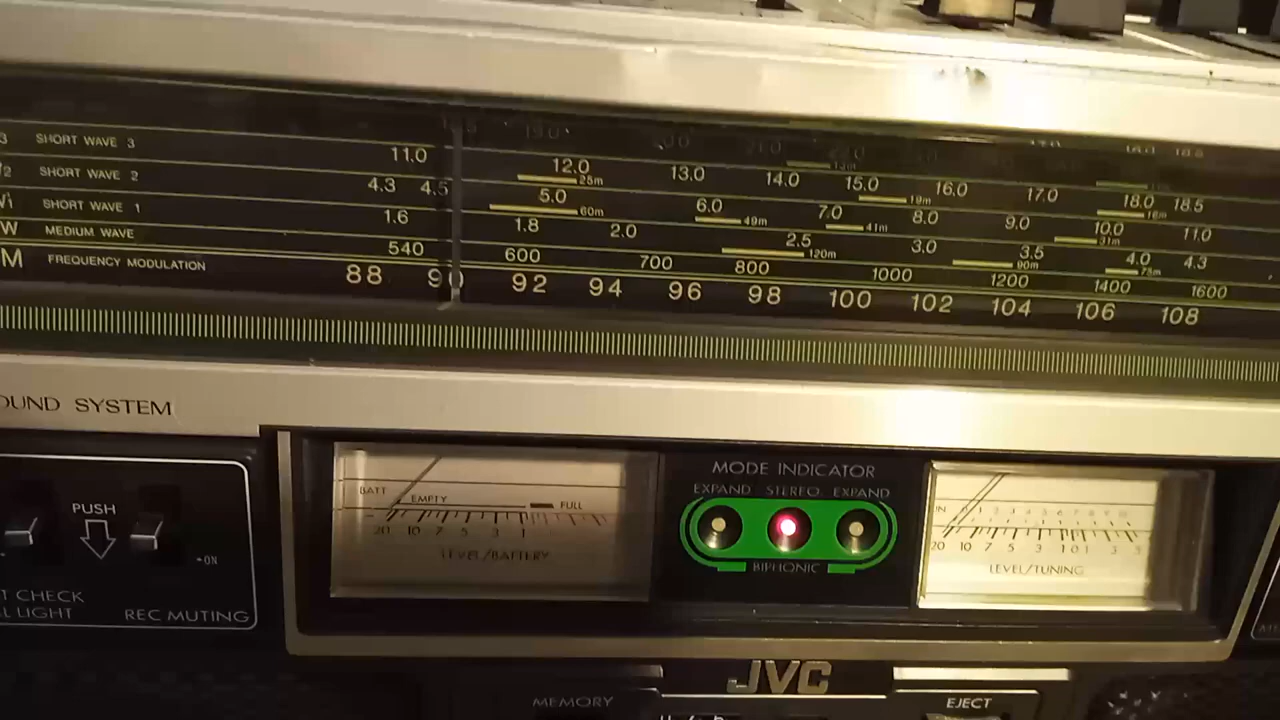 3 SHORT WAVE 3 11.0 12.0 13.0 14.0 15.0 16.0 17.0 18.0 18.5
25m 19m 16m
2 SHORT WAVE 2 4.3 4.5 5.0 6.0 7.0 8.0 9.0 10.0 11.0
60m 49m 41m 31m
1 SHORT WAVE 1 1.6 1.8 2.0 2.5 3.0 3.5 4.0 4.3
120m 90m 75m
W MEDIUM WAVE 540 600 700 800 1000 1200 1400 1600
M FREQUENCY MODULATION 88 90 92 94 96 98 100 102 104 106 108
OUND SYSTEM
MODE INDICATOR
EXPAND STEREO EXPAND
BIPHONIC
BATT EMPTY FULL
20 10 7 5 3 1
LEVEL/BATTERY
IN
20 10 7 5 3 1 0 1 3 5
LEVEL/TUNING
PUSH
-ON
T CHECK
L LIGHT
REC MUTING
JVC
MEMORY
EJECT